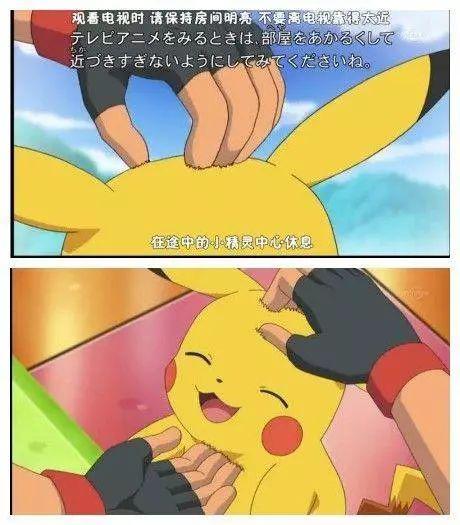 观看电视时 请保持房间明亮 不要离电视靠得太近
テレビアニメをみるときは、部屋をあかるくして
近づきすぎないようにしてみてくださいね。
在途中的小精灵中心休息